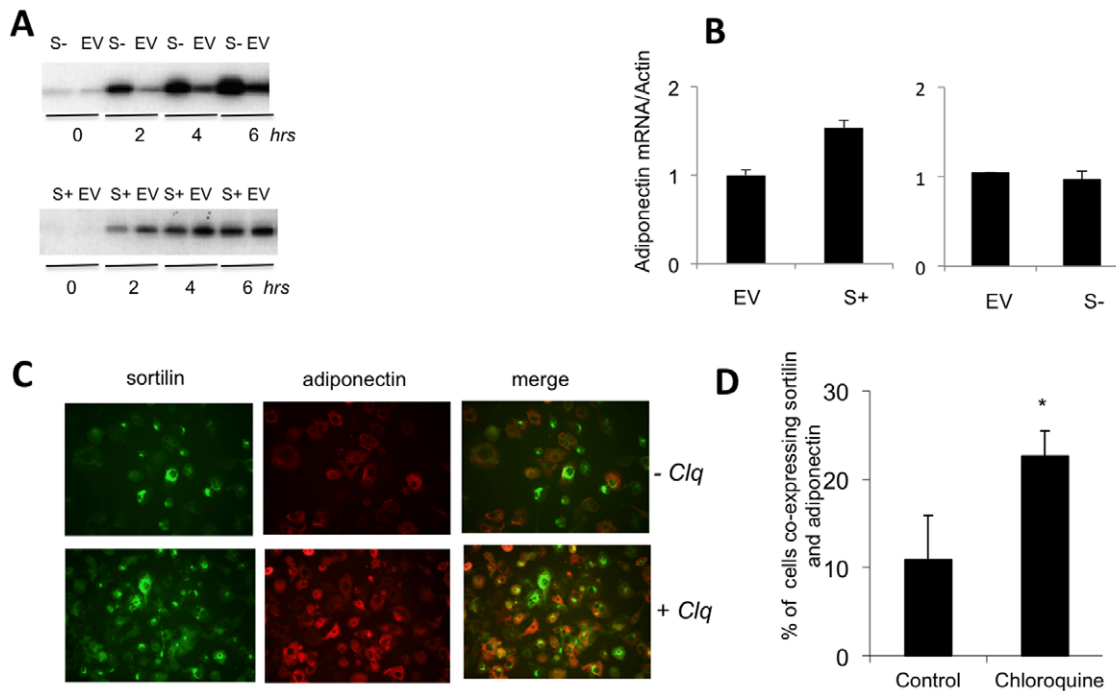 A
S- EV S- EV S- EV S- EV
0 2 4 6 hrs
S+ EV S+ EV S+ EV S+ EV
0 2 4 6 hrs
B
Adiponectin mRNA/Actin
2
1
0
EV S+
2
1
0
EV S-
C
sortilin adiponectin merge
- Clq
+ Clq
D
% of cells co-expressing sortilin
and adiponectin
30
20
10
0
*
Control Chloroquine